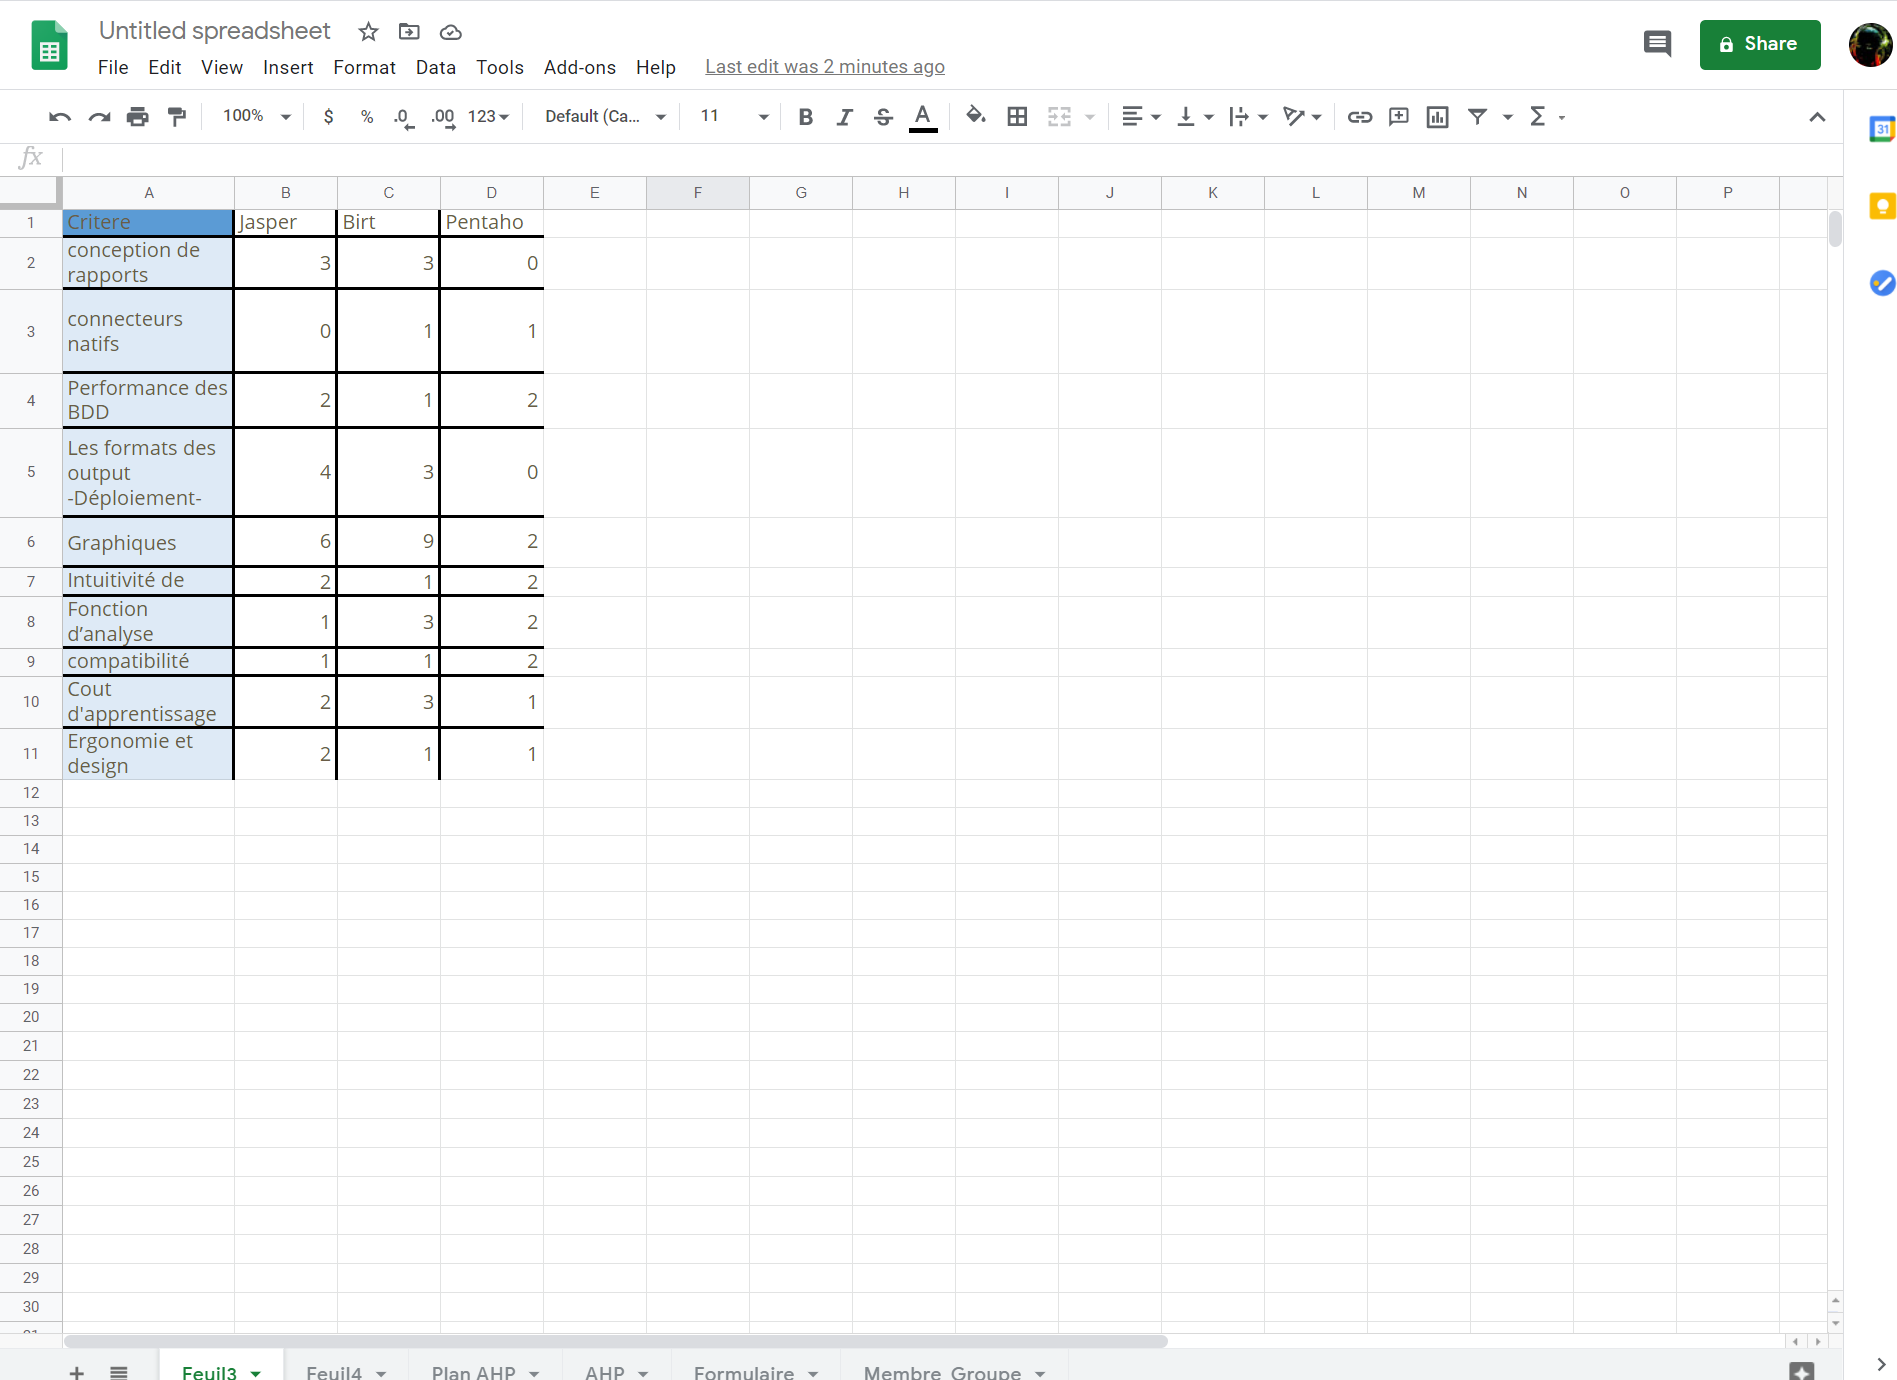 Untitled spreadsheet
File Edit View Insert Format Data Tools Add-ons Help Last edit was 2 minutes ago
Share
100% $ % .0 .00 123 Default (Ca... 11 B I S A Σ
31
fx
A B C D E F G H I J K L M N O P
1 Critere Jasper Birt Pentaho
conception de
2 3 3 0
rapports
connecteurs
3 0 1 1
natifs
Performance des
4 2 1 2
BDD
Les formats des
5 output 4 3 0
-Déploiement-
6 Graphiques 6 9 2
7 Intuitivité de 2 1 2
Fonction
8 1 3 2
d’analyse
9 compatibilité 1 1 2
Cout
10 2 3 1
d'apprentissage
Ergonomie et
11 2 1 1
design
12
13
14
15
16
17
18
19
20
21
22
23
24
25
26
27
28
29
30
Feuil3 Feuil4 Plan AHP AHP Formulaire Membre Groupe